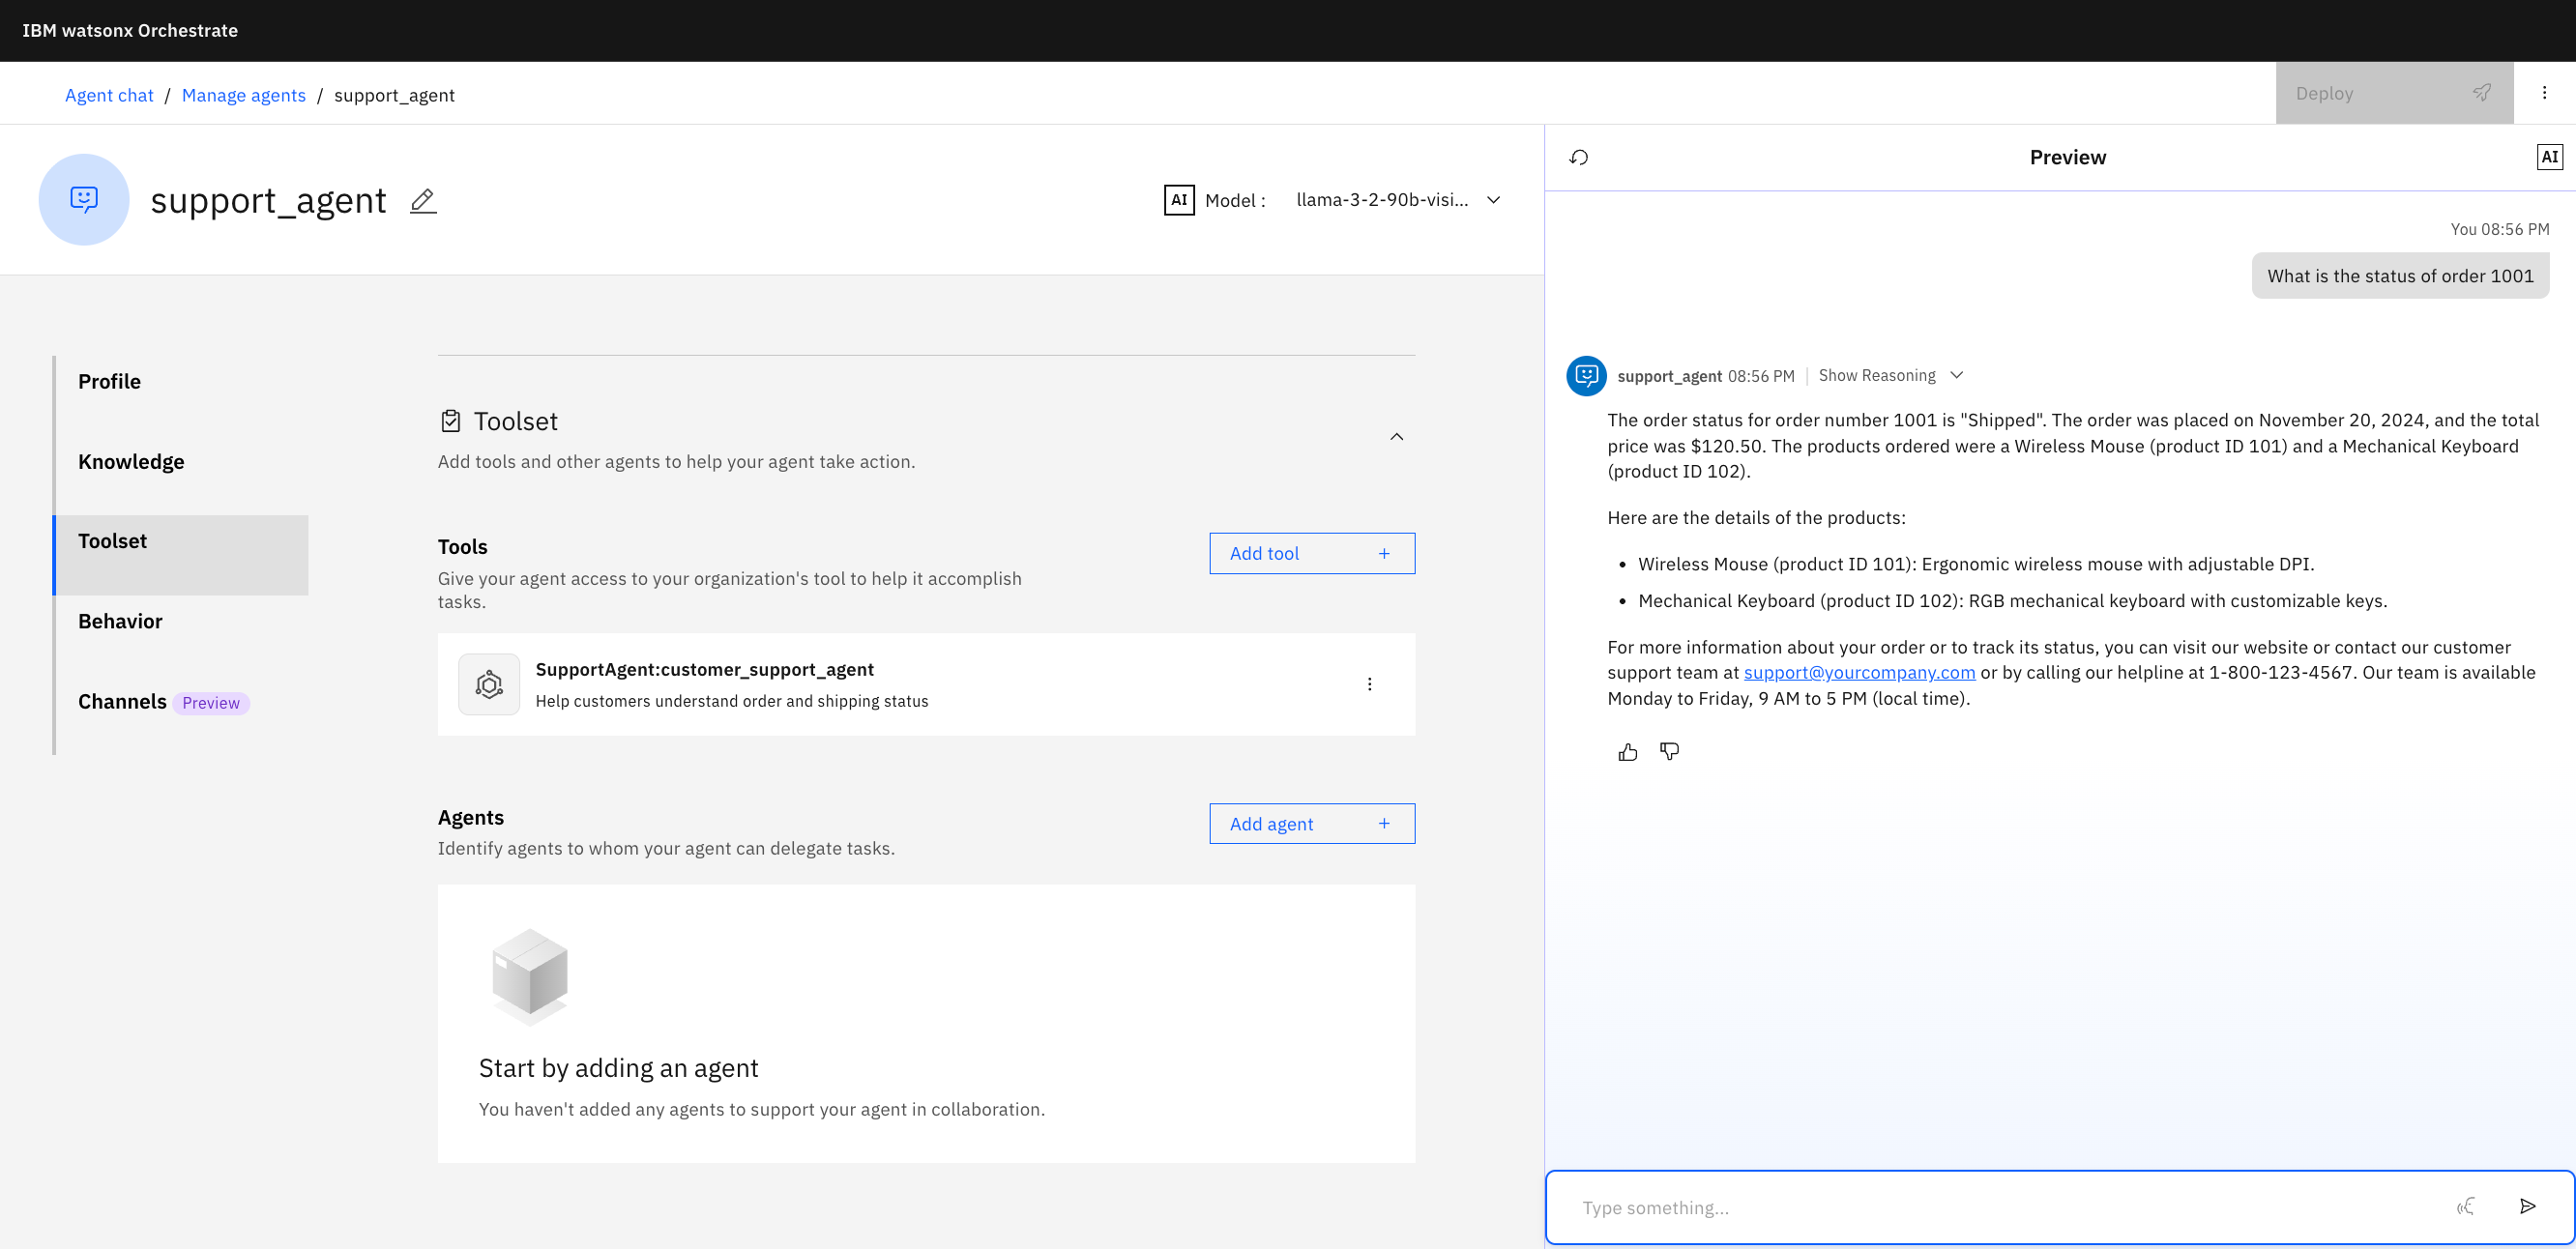 IBM watsonx Orchestrate
Agent chat / Manage agents / support_agent
Deploy
support_agent
AI Model : llama-3-2-90b-visi...
Profile
Knowledge
Toolset
Behavior
Channels Preview
Toolset
Add tools and other agents to help your agent take action.
Tools
Add tool +
Give your agent access to your organization's tool to help it accomplish
tasks.
SupportAgent:customer_support_agent
Help customers understand order and shipping status
Agents
Add agent +
Identify agents to whom your agent can delegate tasks.
Start by adding an agent
You haven't added any agents to support your agent in collaboration.
Preview
AI
You 08:56 PM
What is the status of order 1001
support_agent 08:56 PM | Show Reasoning
The order status for order number 1001 is "Shipped". The order was placed on November 20, 2024, and the total
price was $120.50. The products ordered were a Wireless Mouse (product ID 101) and a Mechanical Keyboard
(product ID 102).
Here are the details of the products:
• Wireless Mouse (product ID 101): Ergonomic wireless mouse with adjustable DPI.
• Mechanical Keyboard (product ID 102): RGB mechanical keyboard with customizable keys.
For more information about your order or to track its status, you can visit our website or contact our customer
support team at support@yourcompany.com or by calling our helpline at 1-800-123-4567. Our team is available
Monday to Friday, 9 AM to 5 PM (local time).
Type something...